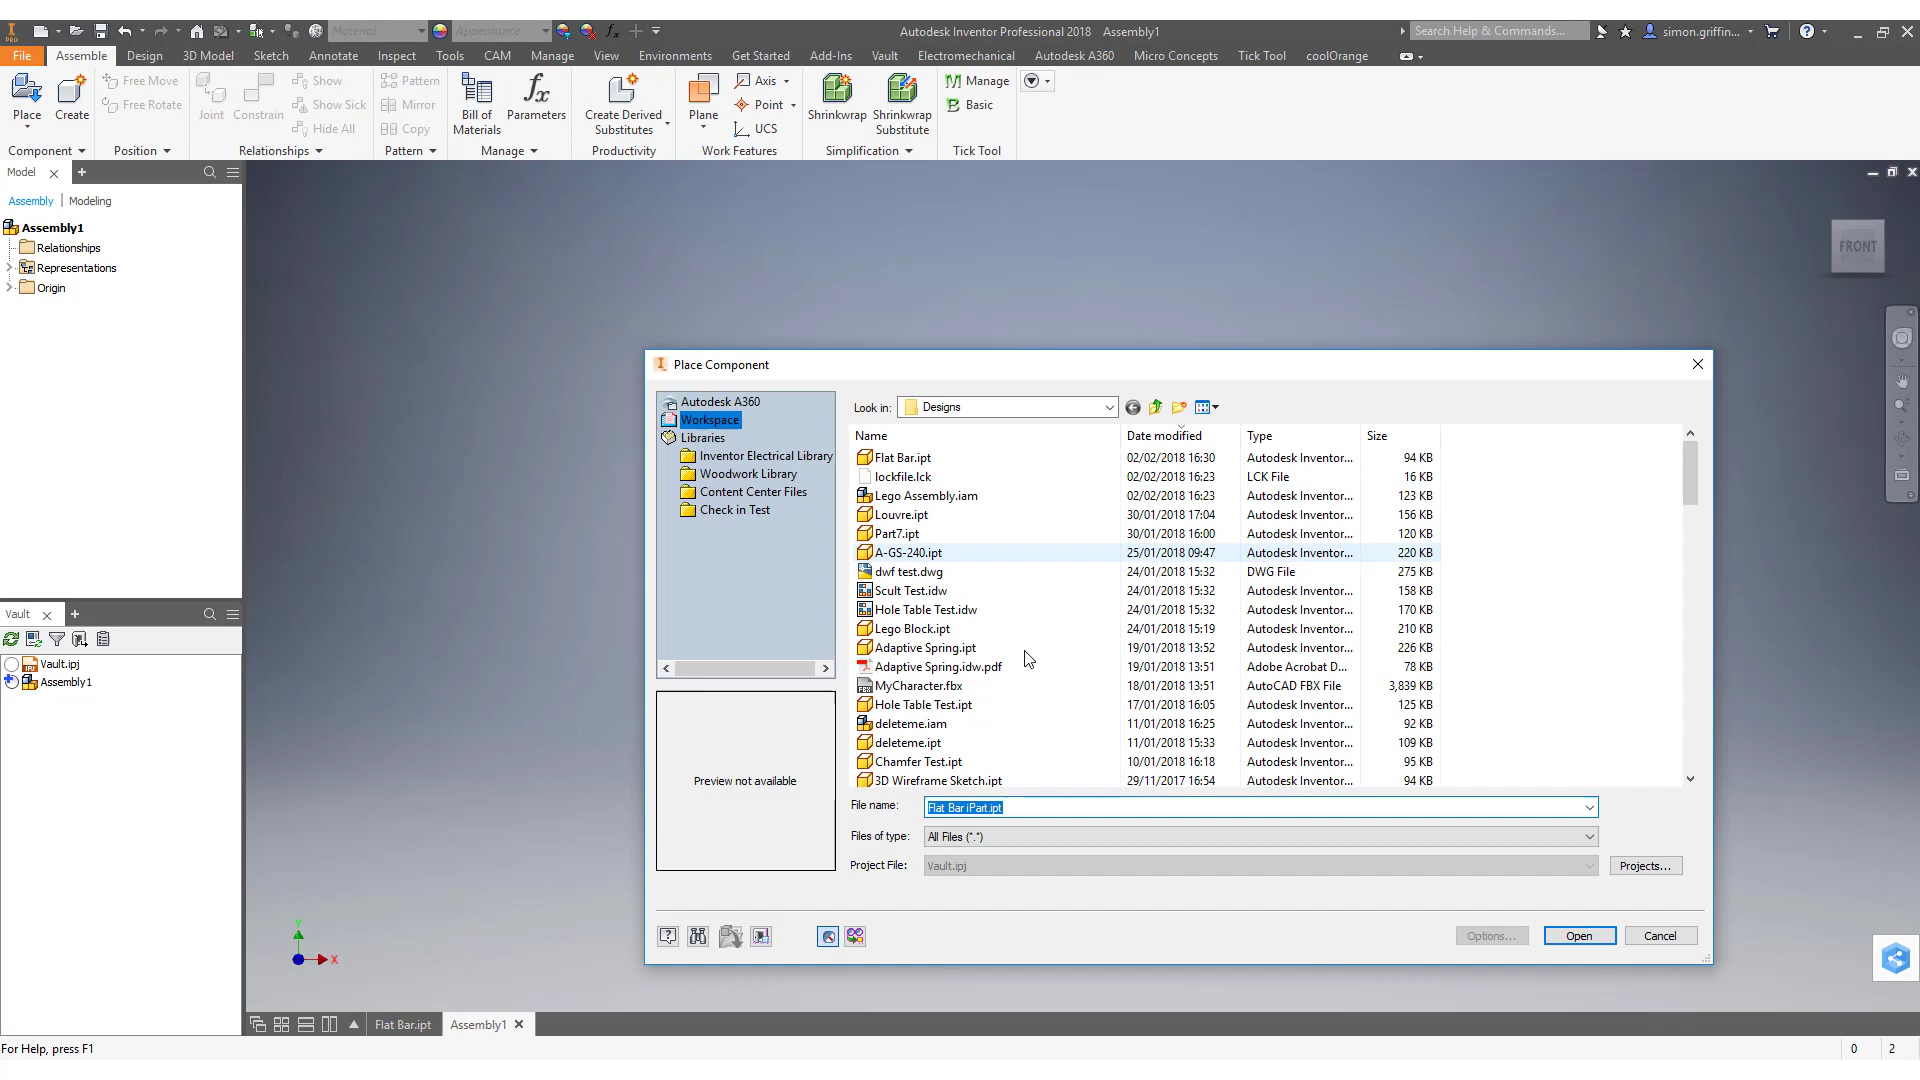 PRO
Material
Appearance
Autodesk Inventor Professional 2018 Assembly1
Search Help & Commands...
simon.griffin...
File Assemble Design 3D Model Sketch Annotate Inspect Tools CAM Manage View Environments Get Started Add-Ins Vault Electromechanical Autodesk A360 Micro Concepts Tick Tool coolOrange
Place
Create
Free Move
Free Rotate
Joint
Constrain
Show
Show Sick
Hide All
Pattern
Mirror
Copy
Bill of
Materials
Parameters
Create Derived
Substitutes
Plane
Axis
Point
UCS
Shrinkwrap
Shrinkwrap
Substitute
Manage
Basic
Component Position Relationships Pattern Manage Productivity Work Features Simplification Tick Tool
Model
Assembly | Modeling
Assembly1
Relationships
Representations
Origin
FRONT
Vault
Vault.ipj
Assembly1
Place Component
Autodesk A360
Workspace
Libraries
Inventor Electrical Library
Woodwork Library
Content Center Files
Check in Test
Preview not available
Look in: Designs
Name Date modified Type Size
Flat Bar.ipt 02/02/2018 16:30 Autodesk Inventor... 94 KB
lockfile.lck 02/02/2018 16:23 LCK File 16 KB
Lego Assembly.iam 02/02/2018 16:23 Autodesk Inventor... 123 KB
Louvre.ipt 30/01/2018 17:04 Autodesk Inventor... 156 KB
Part7.ipt 30/01/2018 16:00 Autodesk Inventor... 120 KB
A-GS-240.ipt 25/01/2018 09:47 Autodesk Inventor... 220 KB
dwf test.dwg 24/01/2018 15:32 DWG File 275 KB
Scult Test.idw 24/01/2018 15:32 Autodesk Inventor... 158 KB
Hole Table Test.idw 24/01/2018 15:32 Autodesk Inventor... 170 KB
Lego Block.ipt 24/01/2018 15:19 Autodesk Inventor... 210 KB
Adaptive Spring.ipt 19/01/2018 13:52 Autodesk Inventor... 226 KB
Adaptive Spring.idw.pdf 19/01/2018 13:51 Adobe Acrobat D... 78 KB
MyCharacter.fbx 18/01/2018 13:51 AutoCAD FBX File 3,839 KB
Hole Table Test.ipt 17/01/2018 16:05 Autodesk Inventor... 125 KB
deleteme.iam 11/01/2018 16:25 Autodesk Inventor... 92 KB
deleteme.ipt 11/01/2018 15:33 Autodesk Inventor... 109 KB
Chamfer Test.ipt 10/01/2018 16:18 Autodesk Inventor... 95 KB
3D Wireframe Sketch.ipt 29/11/2017 16:54 Autodesk Inventor... 94 KB
File name: Flat Bar iPart.ipt
Files of type: All Files (*.*)
Project File: Vault.ipj
Projects...
Options... Open Cancel
Y
X
Flat Bar.ipt Assembly1
For Help, press F1
0 2